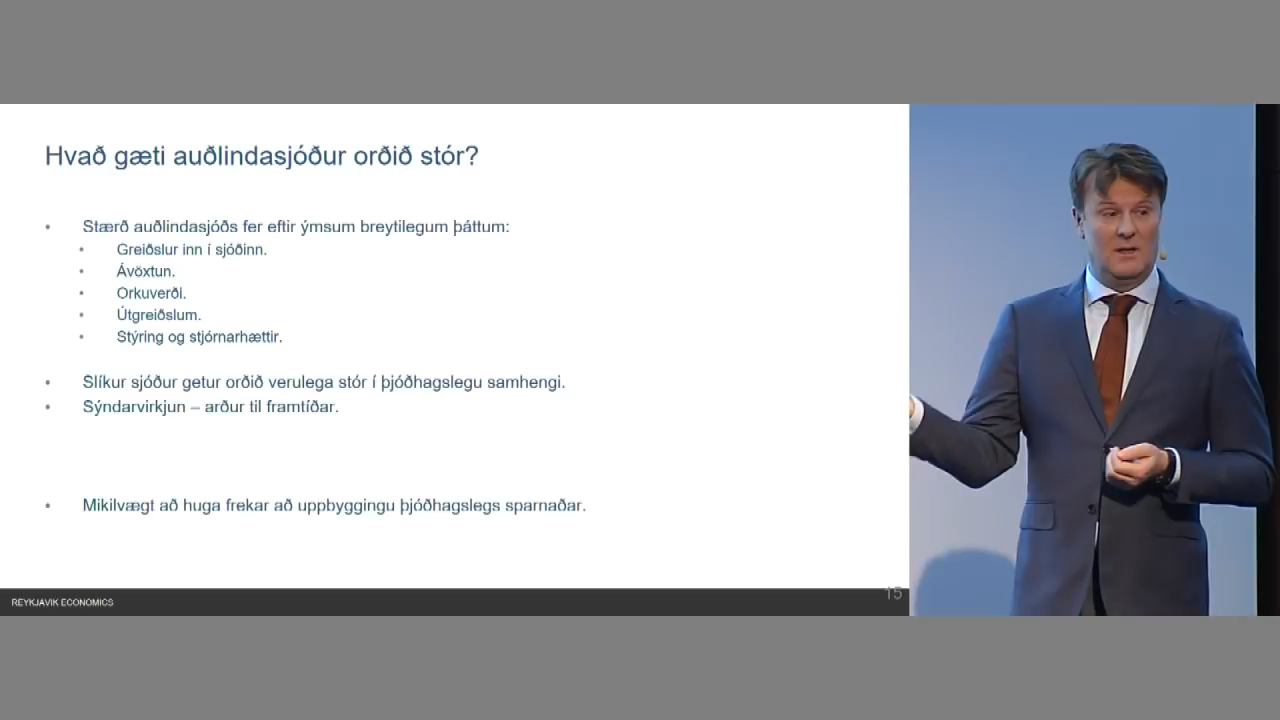 Hvað gæti auðlindasjóður orðið stór?
• Stærð auðlindasjóðs fer eftir ýmsum breytilegum þáttum:
• Greiðslur inn í sjóðinn.
• Ávöxtun.
• Orkuverði.
• Útgreiðslum.
• Stýring og stjórnarhættir.
• Slíkur sjóður getur orðið verulega stór í þjóðhagslegu samhengi.
• Sýndarvirkjun – arður til framtíðar.
• Mikilvægt að huga frekar að uppbyggingu þjóðhagslegs sparnaðar.
REYKJAVIK ECONOMICS
15